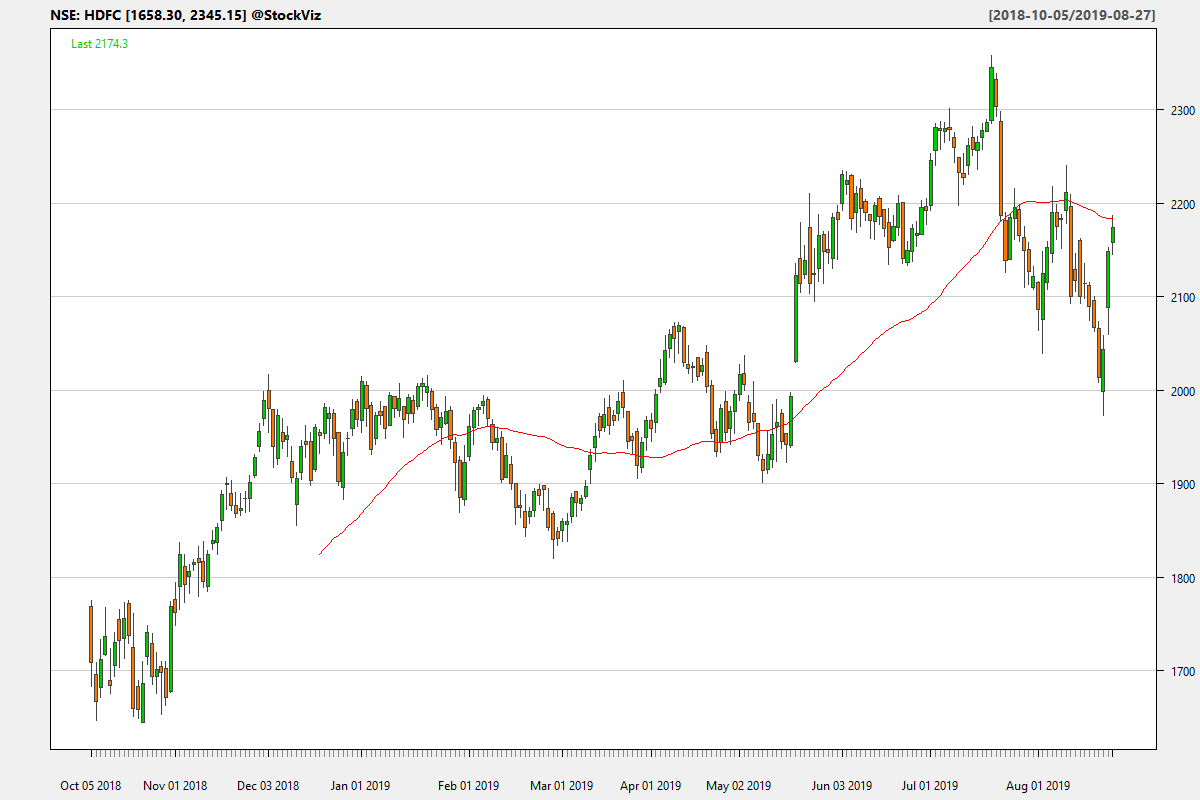 NSE: HDFC [1658.30, 2345.15] @StockViz
[2018-10-05/2019-08-27]
Last 2174.3
2300
2200
2100
2000
1900
1800
1700
Oct 05 2018 Nov 01 2018 Dec 03 2018 Jan 01 2019 Feb 01 2019 Mar 01 2019 Apr 01 2019 May 02 2019 Jun 03 2019 Jul 01 2019 Aug 01 2019